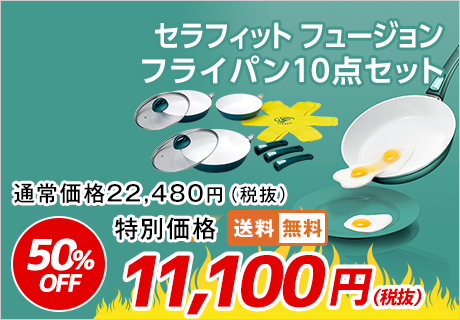 セラフィット フュージョン
フライパン10点セット
通常価格22,480円(税抜)
特別価格 送料 無料
50%
OFF
11,100円(税抜)